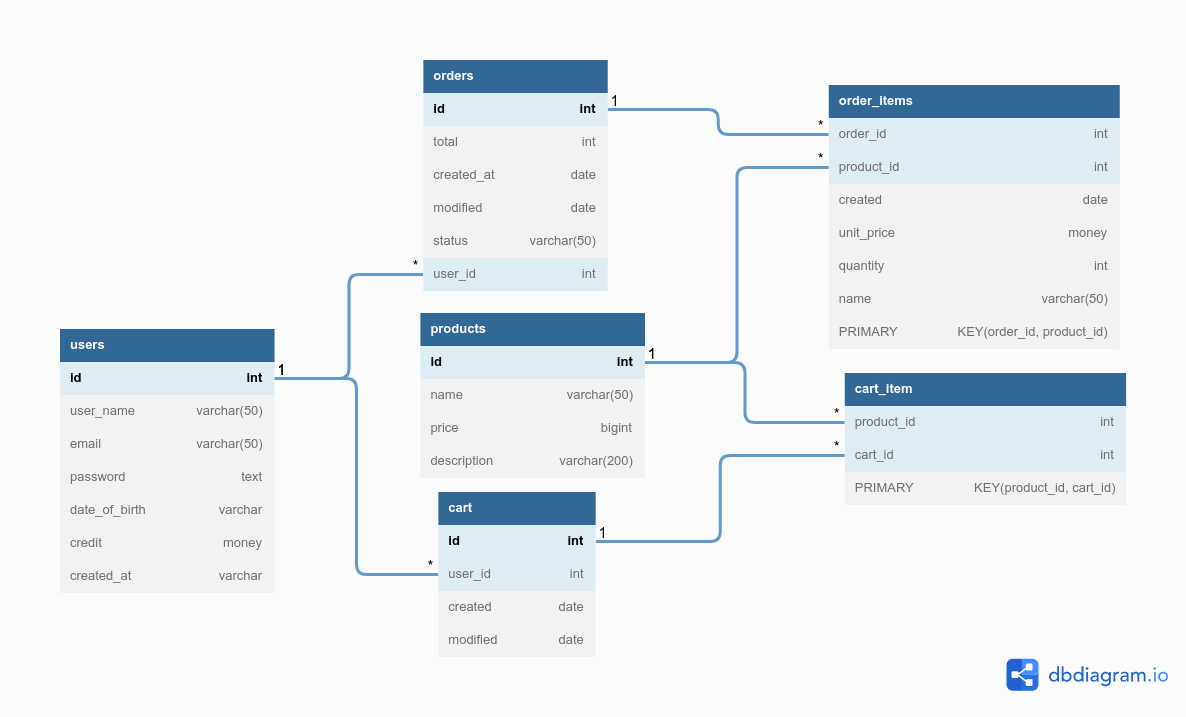 orders
id int
total int
created_at date
modified date
status varchar(50)
user_id int
1
*
order_items
order_id int
product_id int
created date
unit_price money
quantity int
name varchar(50)
PRIMARY KEY(order_id, product_id)
*
*
users
id int
user_name varchar(50)
email varchar(50)
password text
date_of_birth varchar
credit money
created_at varchar
1
products
id int
name varchar(50)
price bigint
description varchar(200)
1
cart_item
product_id int
cart_id int
PRIMARY KEY(product_id, cart_id)
*
*
cart
id int
user_id int
created date
modified date
1
*
dbdiagram.io